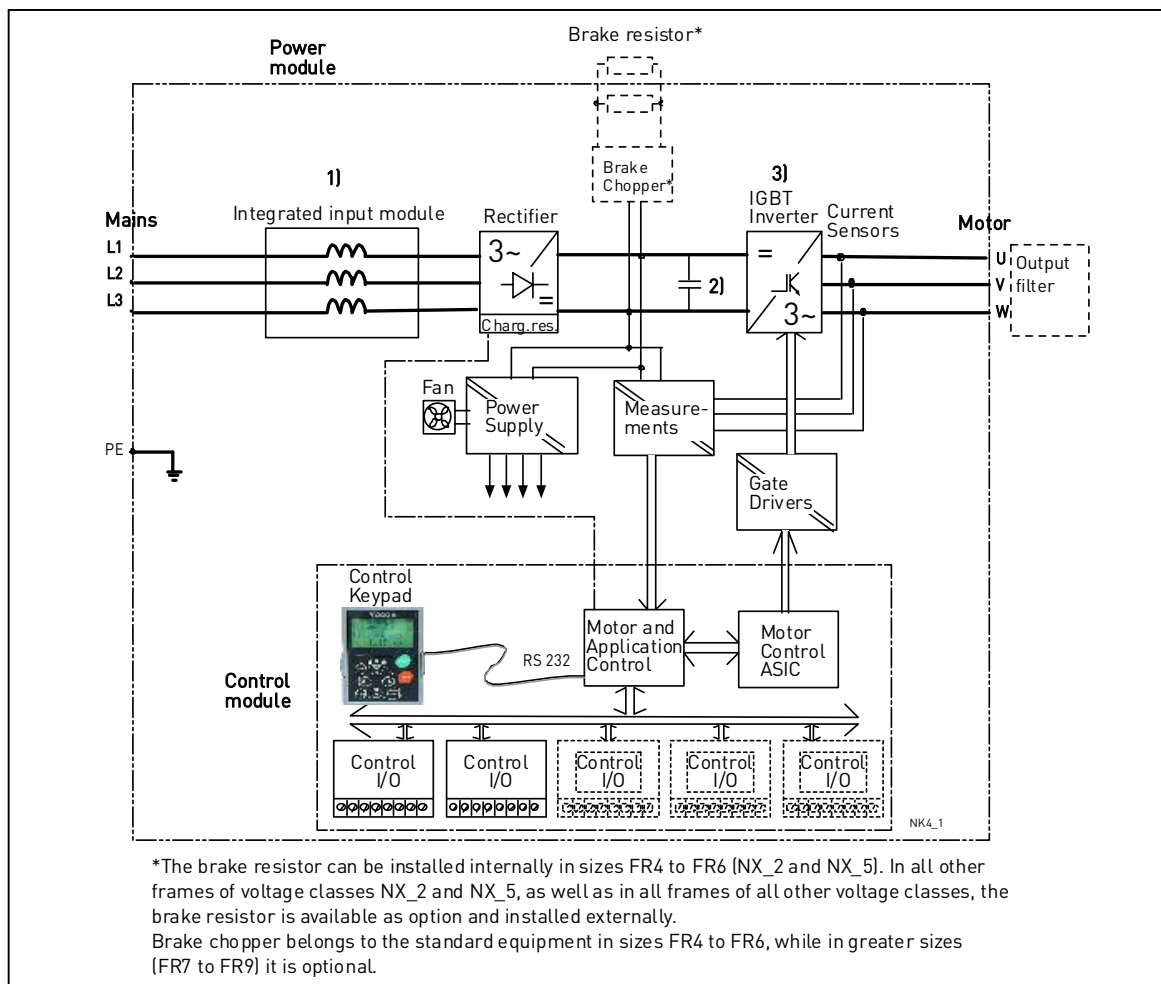 Brake resistor*
Power
module
Brake
Chopper*
1)
3)
IGBT
Inverter
Current
Sensors
Mains
Integrated input module
Rectifier
Motor
L1
L2
L3
3~
=
Charg.res.
2)
=
3~
U
V
W
Output
filter
Fan
Power
Supply
Measure-
ments
PE
Gate
Drivers
Control
Keypad
RS 232
Motor and
Application
Control
Motor
Control
ASIC
Control
module
Control
I/O
Control
I/O
Control
I/O
Control
I/O
Control
I/O
NK4_1
*The brake resistor can be installed internally in sizes FR4 to FR6 (NX_2 and NX_5). In all other
frames of voltage classes NX_2 and NX_5, as well as in all frames of all other voltage classes, the
brake resistor is available as option and installed externally.
Brake chopper belongs to the standard equipment in sizes FR4 to FR6, while in greater sizes
(FR7 to FR9) it is optional.